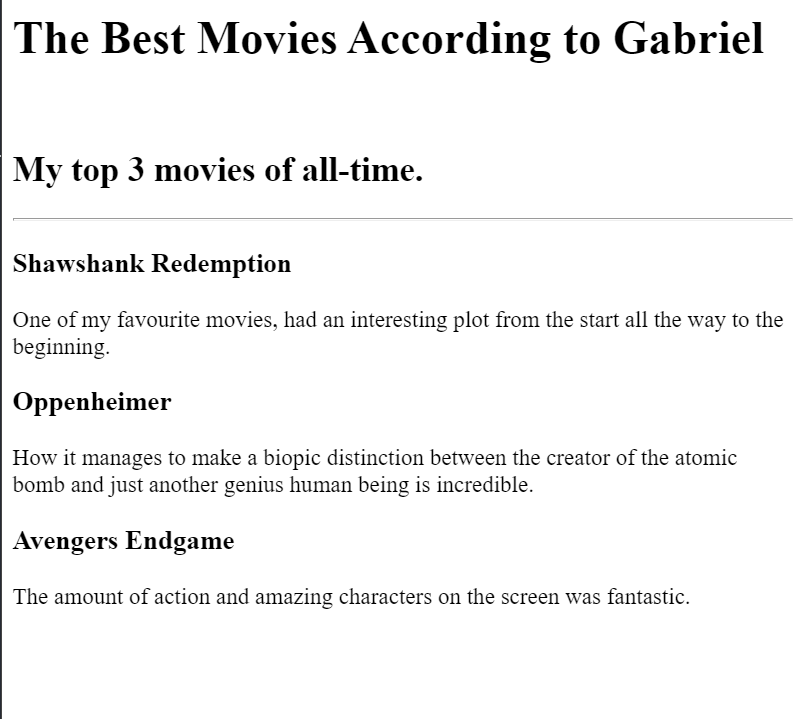 The Best Movies According to Gabriel
My top 3 movies of all-time.
Shawshank Redemption
One of my favourite movies, had an interesting plot from the start all the way to the
beginning.
Oppenheimer
How it manages to make a biopic distinction between the creator of the atomic
bomb and just another genius human being is incredible.
Avengers Endgame
The amount of action and amazing characters on the screen was fantastic.